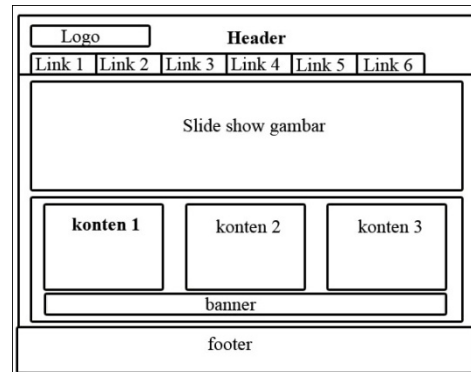 Logo
Header
Link 1 Link 2 Link 3 Link 4 Link 5 Link 6
Slide show gambar
konten 1 konten 2 konten 3
banner
footer